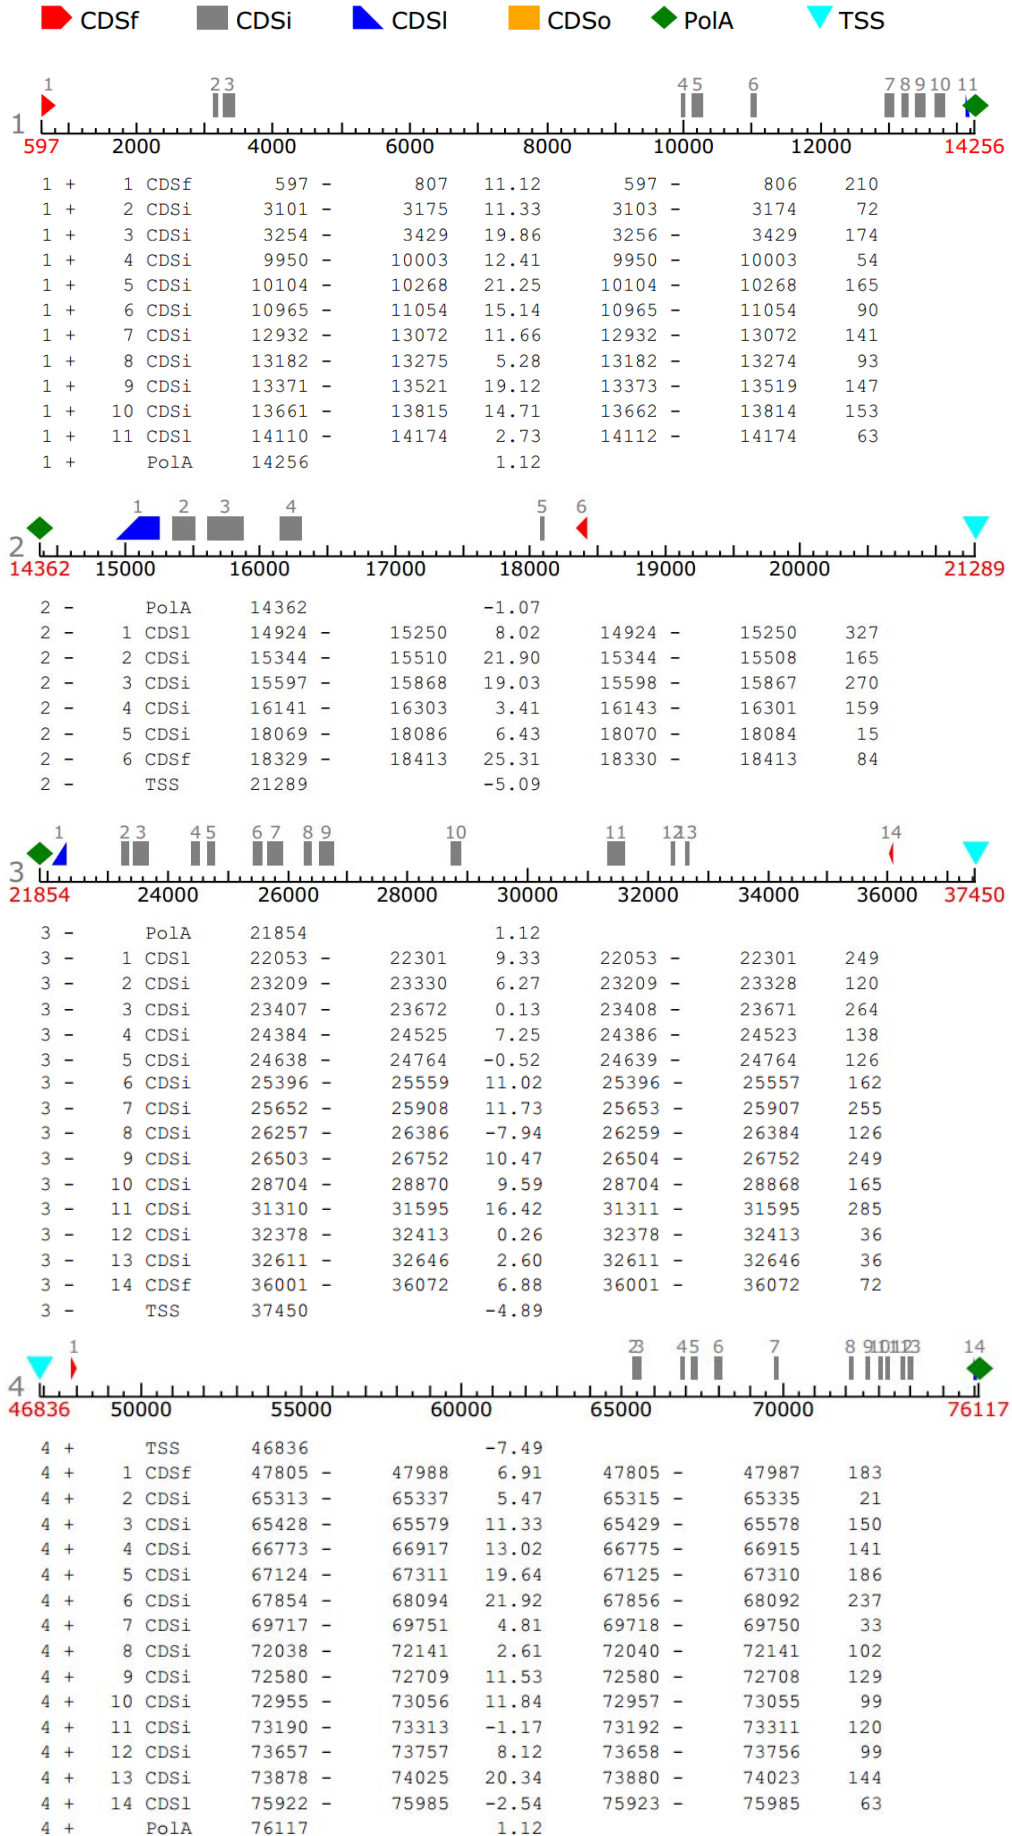 CDSf CDSi CDSl CDSo PolA TSS
1 2 3 4 5 6 7 8 9 10 11
1
597 2000 4000 6000 8000 10000 12000 14256
1 + 1 CDSf 597 - 807 11.12 597 - 806 210
1 + 2 CDSi 3101 - 3175 11.33 3103 - 3174 72
1 + 3 CDSi 3254 - 3429 19.86 3256 - 3429 174
1 + 4 CDSi 9950 - 10003 12.41 9950 - 10003 54
1 + 5 CDSi 10104 - 10268 21.25 10104 - 10268 165
1 + 6 CDSi 10965 - 11054 15.14 10965 - 11054 90
1 + 7 CDSi 12932 - 13072 11.66 12932 - 13072 141
1 + 8 CDSi 13182 - 13275 5.28 13182 - 13274 93
1 + 9 CDSi 13371 - 13521 19.12 13373 - 13519 147
1 + 10 CDSi 13661 - 13815 14.71 13662 - 13814 153
1 + 11 CDSl 14110 - 14174 2.73 14112 - 14174 63
1 + PolA 14256 1.12
1 2 3 4 5 6
2
14362 15000 16000 17000 18000 19000 20000 21289
2 - PolA 14362 -1.07
2 - 1 CDSl 14924 - 15250 8.02 14924 - 15250 327
2 - 2 CDSi 15344 - 15510 21.90 15344 - 15508 165
2 - 3 CDSi 15597 - 15868 19.03 15598 - 15867 270
2 - 4 CDSi 16141 - 16303 3.41 16143 - 16301 159
2 - 5 CDSi 18069 - 18086 6.43 18070 - 18084 15
2 - 6 CDSf 18329 - 18413 25.31 18330 - 18413 84
2 - TSS 21289 -5.09
1 2 3 4 5 6 7 8 9 10 11 12 13 14
3
21854 24000 26000 28000 30000 32000 34000 36000 37450
3 - PolA 21854 1.12
3 - 1 CDSl 22053 - 22301 9.33 22053 - 22301 249
3 - 2 CDSi 23209 - 23330 6.27 23209 - 23328 120
3 - 3 CDSi 23407 - 23672 0.13 23408 - 23671 264
3 - 4 CDSi 24384 - 24525 7.25 24386 - 24523 138
3 - 5 CDSi 24638 - 24764 -0.52 24639 - 24764 126
3 - 6 CDSi 25396 - 25559 11.02 25396 - 25557 162
3 - 7 CDSi 25652 - 25908 11.73 25653 - 25907 255
3 - 8 CDSi 26257 - 26386 -7.94 26259 - 26384 126
3 - 9 CDSi 26503 - 26752 10.47 26504 - 26752 249
3 - 10 CDSi 28704 - 28870 9.59 28704 - 28868 165
3 - 11 CDSi 31310 - 31595 16.42 31311 - 31595 285
3 - 12 CDSi 32378 - 32413 0.26 32378 - 32413 36
3 - 13 CDSi 32611 - 32646 2.60 32611 - 32646 36
3 - 14 CDSf 36001 - 36072 6.88 36001 - 36072 72
3 - TSS 37450 -4.89
1 2 3 4 5 6 7 8 9 10 11 12 13 14
4
46836 50000 55000 60000 65000 70000 76117
4 + TSS 46836 -7.49
4 + 1 CDSf 47805 - 47988 6.91 47805 - 47987 183
4 + 2 CDSi 65313 - 65337 5.47 65315 - 65335 21
4 + 3 CDSi 65428 - 65579 11.33 65429 - 65578 150
4 + 4 CDSi 66773 - 66917 13.02 66775 - 66915 141
4 + 5 CDSi 67124 - 67311 19.64 67125 - 67310 186
4 + 6 CDSi 67854 - 68094 21.92 67856 - 68092 237
4 + 7 CDSi 69717 - 69751 4.81 69718 - 69750 33
4 + 8 CDSi 72038 - 72141 2.61 72040 - 72141 102
4 + 9 CDSi 72580 - 72709 11.53 72580 - 72708 129
4 + 10 CDSi 72955 - 73056 11.84 72957 - 73055 99
4 + 11 CDSi 73190 - 73313 -1.17 73192 - 73311 120
4 + 12 CDSi 73657 - 73757 8.12 73658 - 73756 99
4 + 13 CDSi 73878 - 74025 20.34 73880 - 74023 144
4 + 14 CDSl 75922 - 75985 -2.54 75923 - 75985 63
4 + PolA 76117 1.12